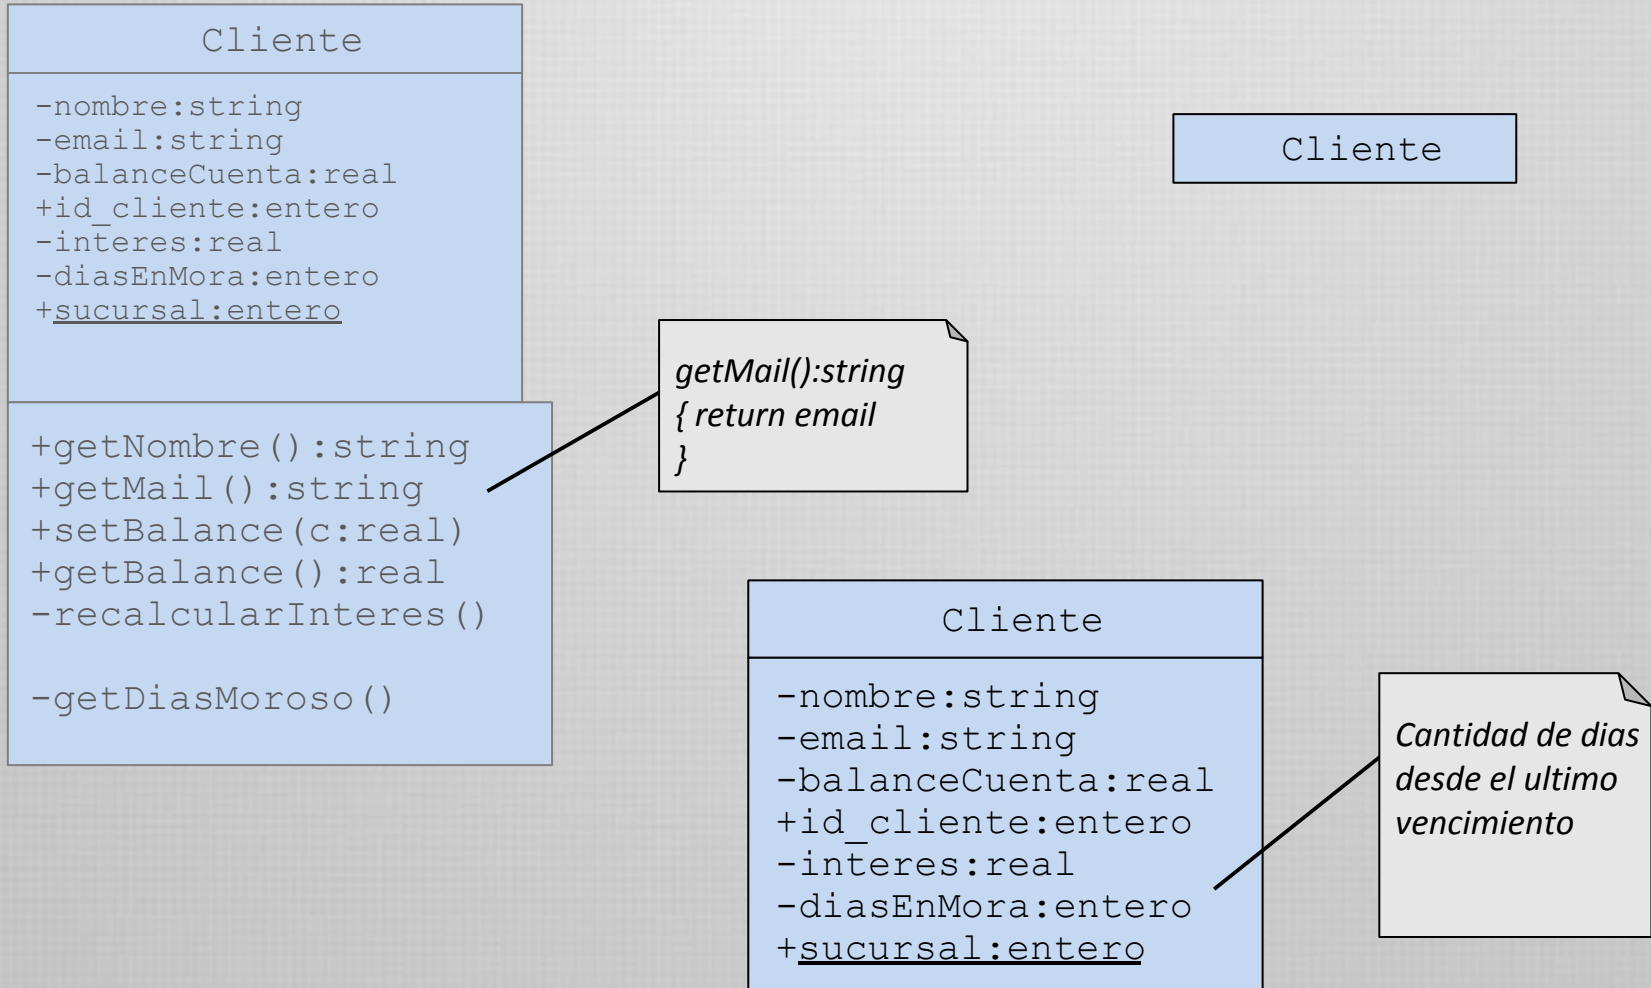 Cliente
-nombre:string
-email:string
-balanceCuenta:real
+id_cliente:entero
-interes:real
-diasEnMora:entero
+sucursal:entero
+getNombre():string
+getMail():string
+setBalance(c:real)
+getBalance():real
-recalcularInteres()
-getDiasMoroso()
Cliente
getMail():string
{ return email
}
Cliente
-nombre:string
-email:string
-balanceCuenta:real
+id_cliente:entero
-interes:real
-diasEnMora:entero
+sucursal:entero
Cantidad de dias
desde el ultimo
vencimiento